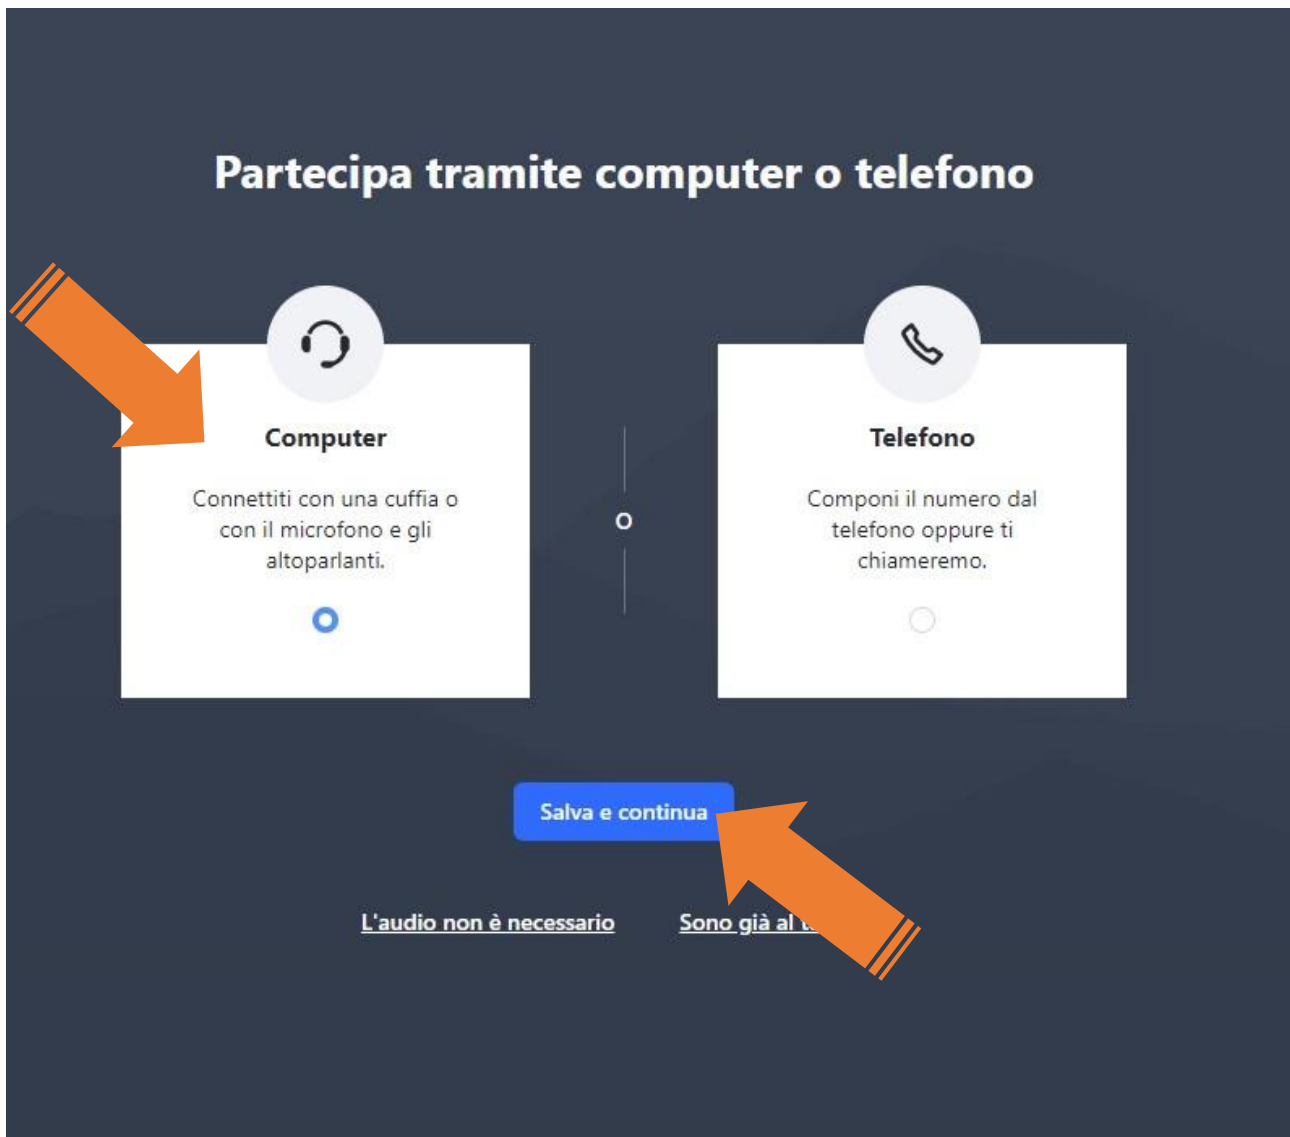 Partecipa tramite computer o telefono
Computer
Connettiti con una cuffia o
con il microfono e gli
altoparlanti.
o
Telefono
Componi il numero dal
telefono oppure ti
chiameremo.
Salva e continua
L'audio non è necessario
Sono già al